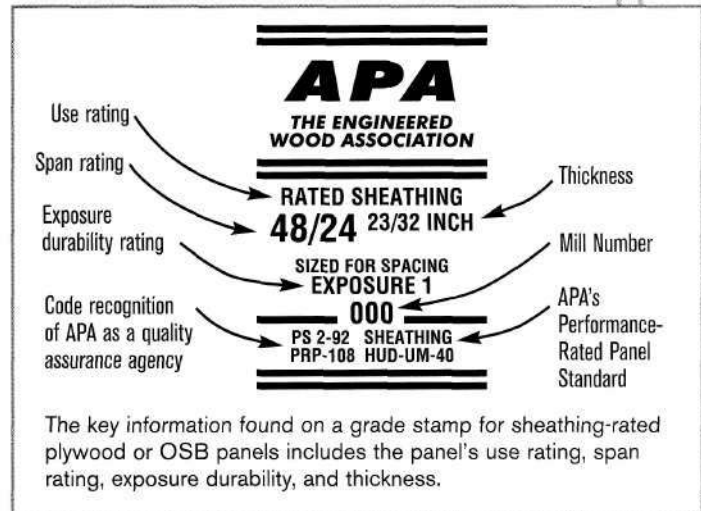 APA
THE ENGINEERED
WOOD ASSOCIATION
Use rating
Span rating
Exposure
durability rating
Code recognition
of APA as a quality
assurance agency
RATED SHEATHING
48/24 23/32 INCH
SIZED FOR SPACING
EXPOSURE 1
000
PS 2-92 SHEATHING
PRP-108 HUD-UM-40
Thickness
Mill Number
APA's
Performance-
Rated Panel
Standard
The key information found on a grade stamp for sheathing-rated
plywood or OSB panels includes the panel's use rating, span
rating, exposure durability, and thickness.